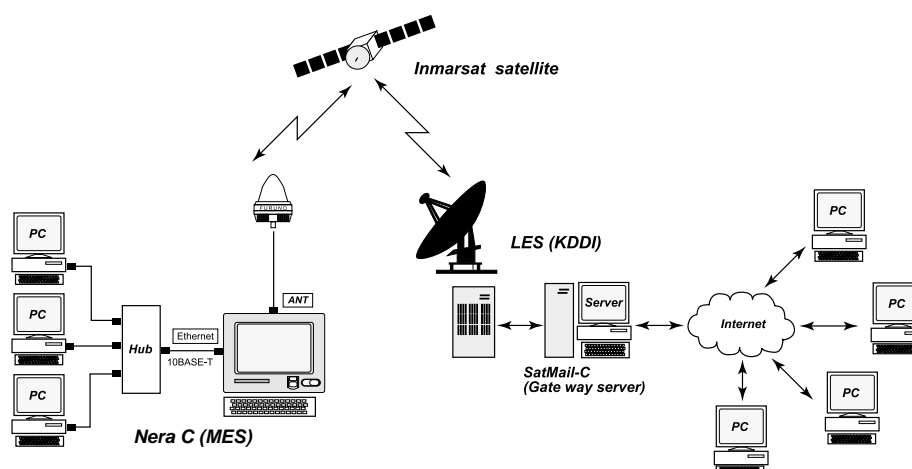 Inmarsat satellite
FURUNO
PC
PC
PC
Hub
Ethernet
10BASE-T
ANT
Nera C (MES)
LES (KDDI)
Server
SatMail-C
(Gate way server)
Internet
PC
PC
PC
PC